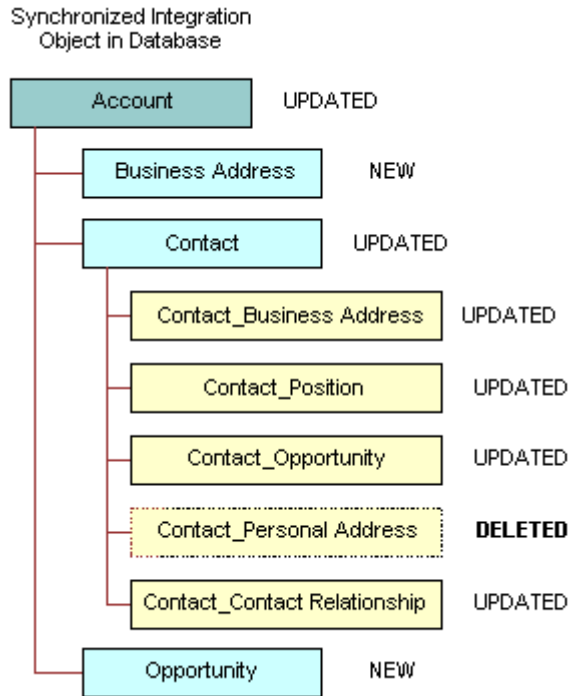 Synchronized Integration
Object in Database
Account UPDATED
Business Address NEW
Contact UPDATED
Contact_Business Address UPDATED
Contact_Position UPDATED
Contact_Opportunity UPDATED
Contact_Personal Address DELETED
Contact_Contact Relationship UPDATED
Opportunity NEW